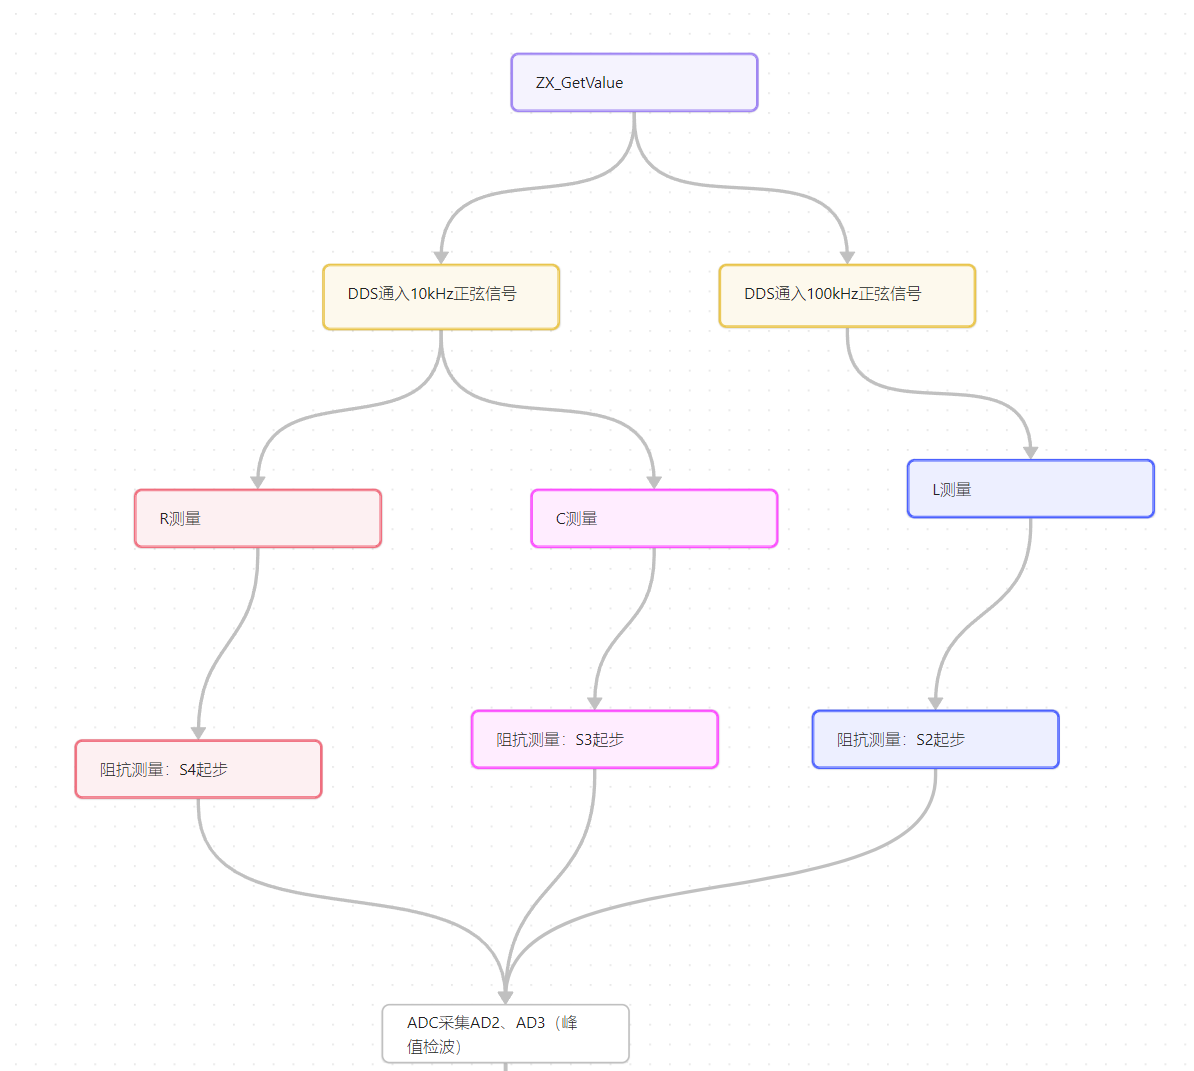 ZX_GetValue
DDS通入10kHz正弦信号
DDS通入100kHz正弦信号
L测量
R测量
C测量
阻抗测量：S3起步
阻抗测量：S2起步
阻抗测量：S4起步
ADC采集AD2、AD3（峰
值检波）